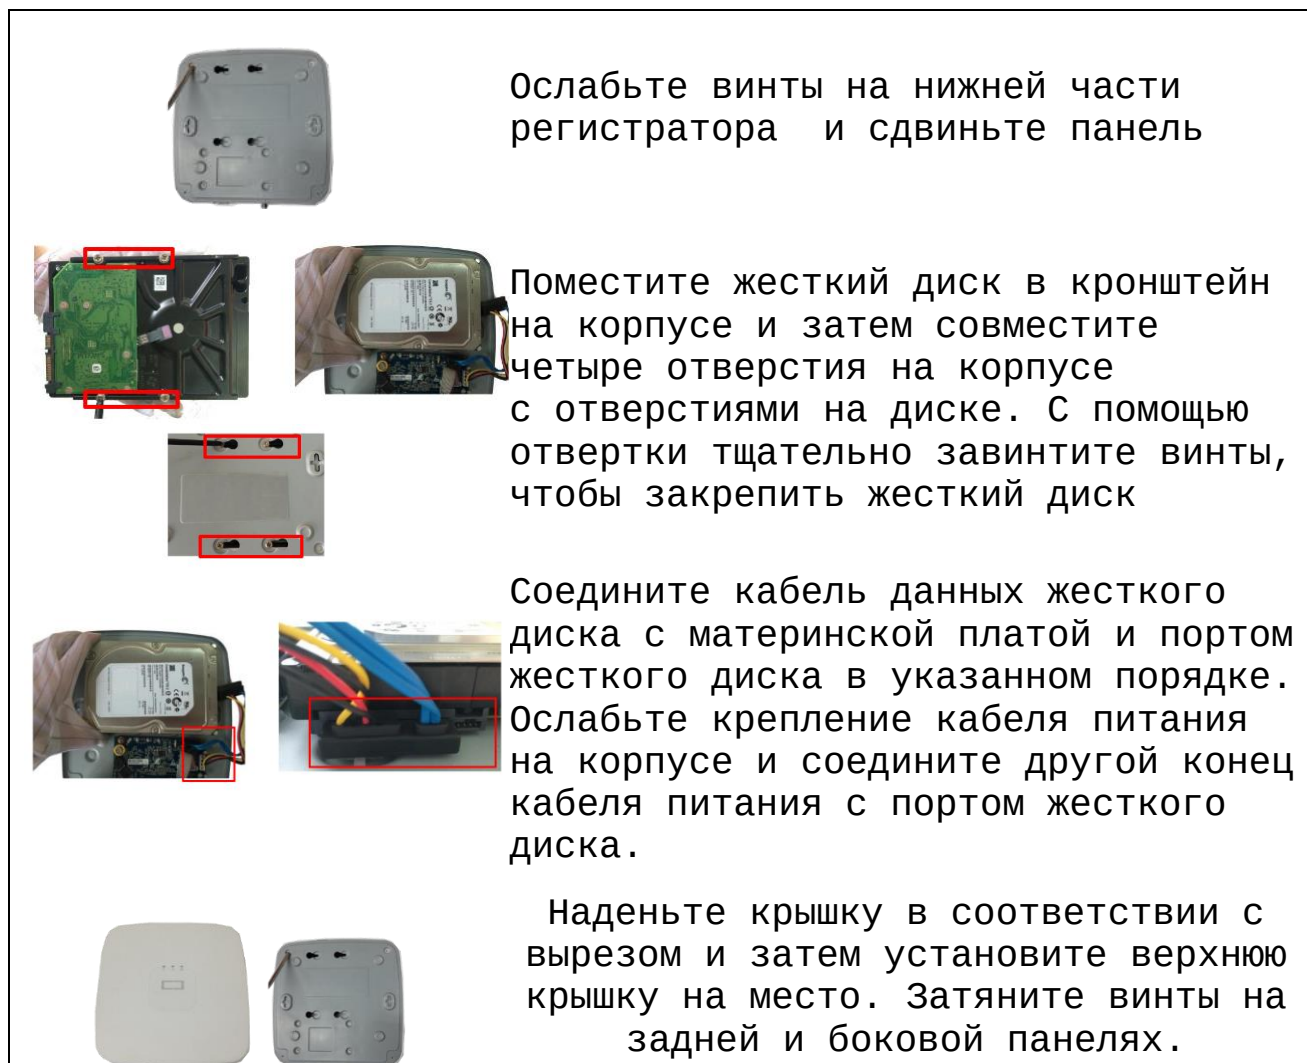 Ослабьте винты на нижней части
регистратора  и сдвиньте панель
Поместите жесткий диск в кронштейн
на корпусе и затем совместите
четыре отверстия на корпусе
с отверстиями на диске. С помощью
отвертки тщательно завинтите винты,
чтобы закрепить жесткий диск
Соедините кабель данных жесткого
диска с материнской платой и портом
жесткого диска в указанном порядке.
Ослабьте крепление кабеля питания
на корпусе и соедините другой конец
кабеля питания с портом жесткого
диска.
Наденьте крышку в соответствии с
вырезом и затем установите верхнюю
крышку на место. Затяните винты на
задней и боковой панелях.